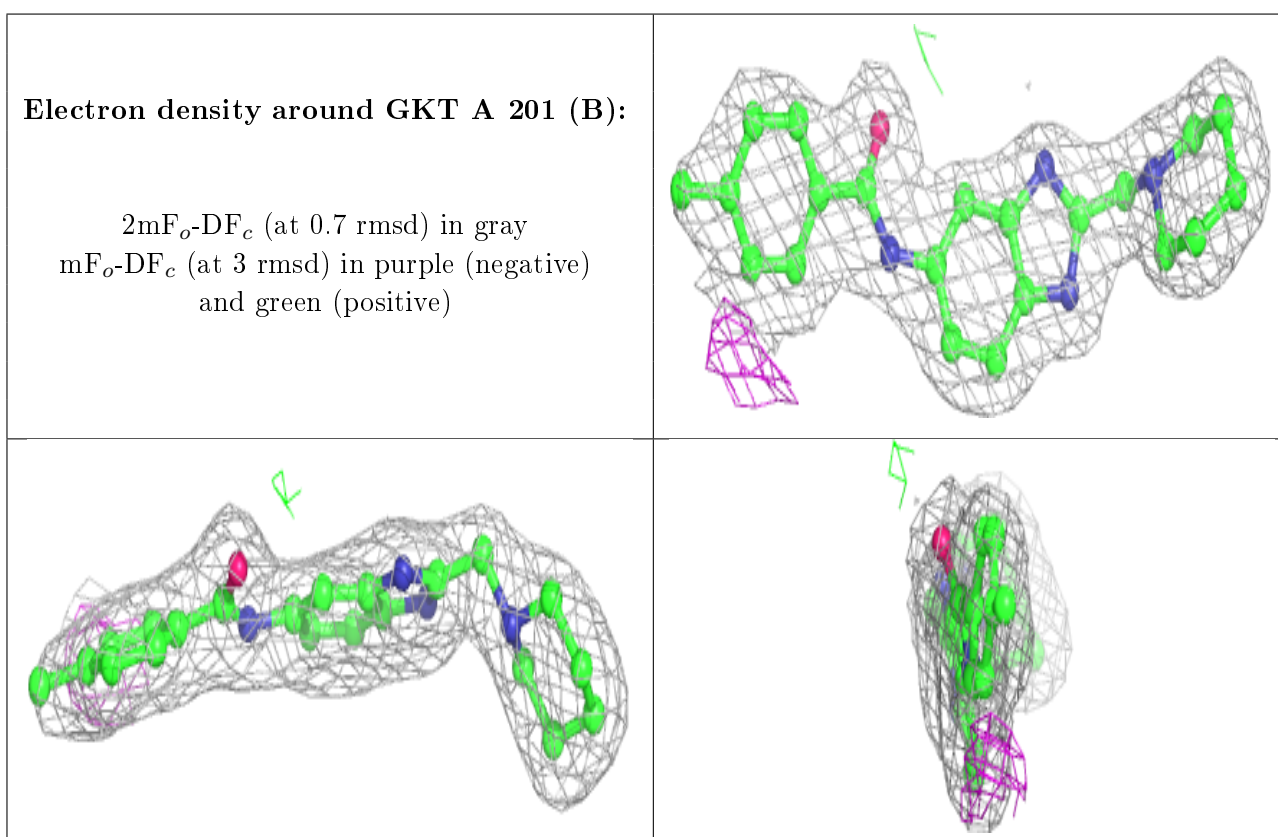 Electron density around GKT A 201 (B):
2mFo-DFc (at 0.7 rmsd) in gray
mFo-DFc (at 3 rmsd) in purple (negative)
and green (positive)